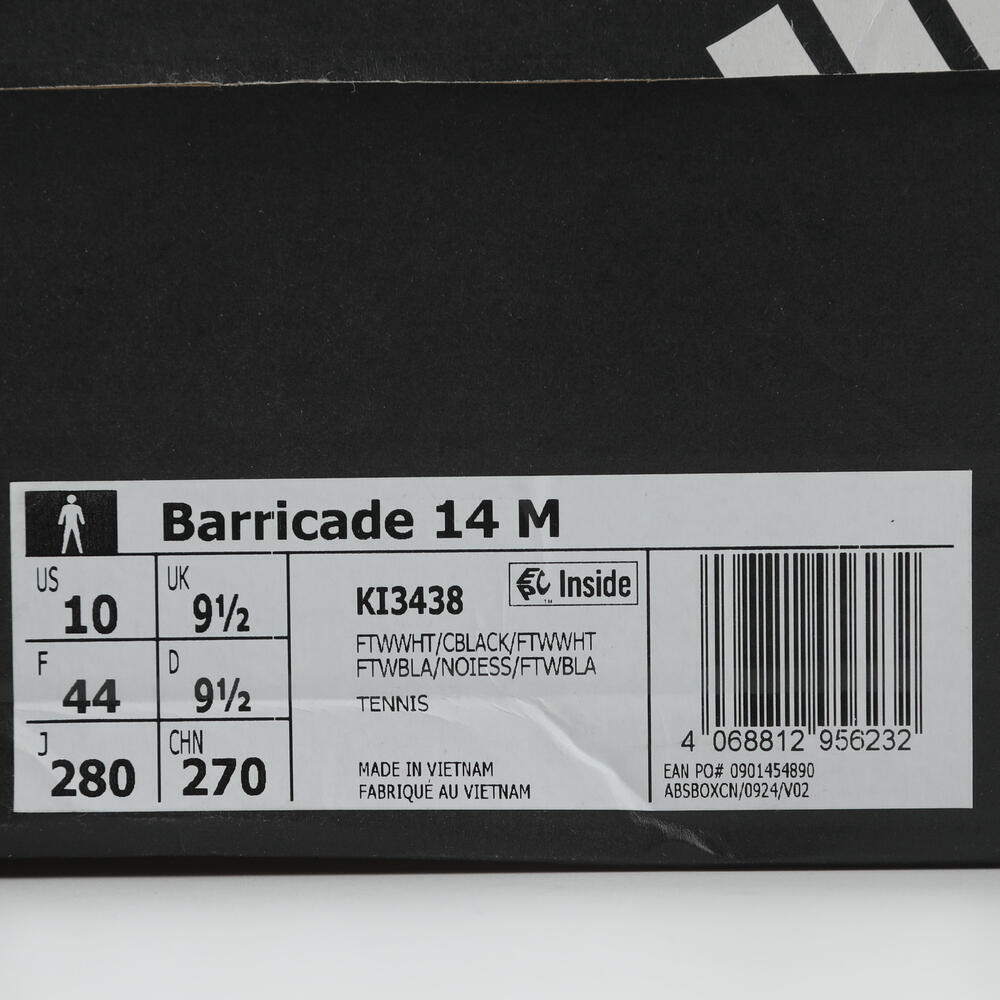 Barricade 14 M
US 10 UK 9½
F 44 D 9½
J 280 CHN 270
KI3438
Inside
FTWWHT/CBLACK/FTWWHT
FTWBLA/NOIESS/FTWBLA
TENNIS
MADE IN VIETNAM
FABRIQUÉ AU VIETNAM
4 068812 956232
EAN PO# 0901454890
ABSBOXCN/0924/V02